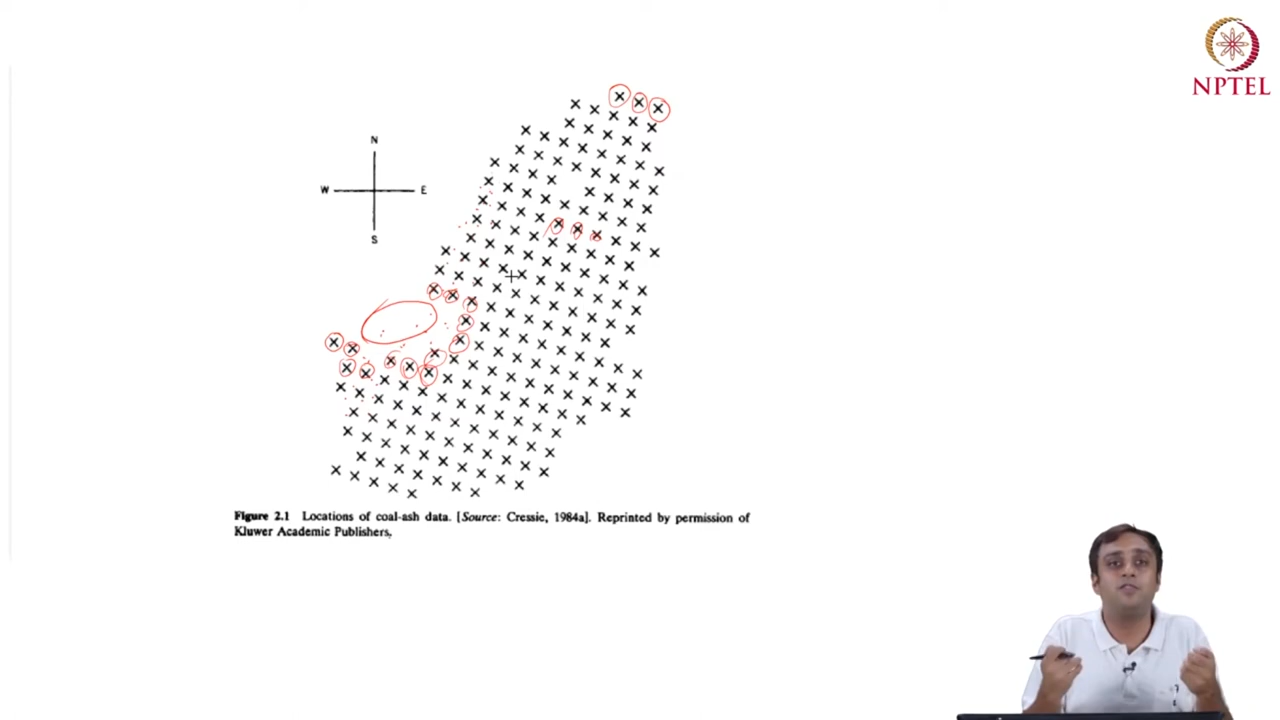 NPTEL
N
W E
S
Figure 2.1 Locations of coal-ash data. [Source: Cressie, 1984a]. Reprinted by permission of
Kluwer Academic Publishers.